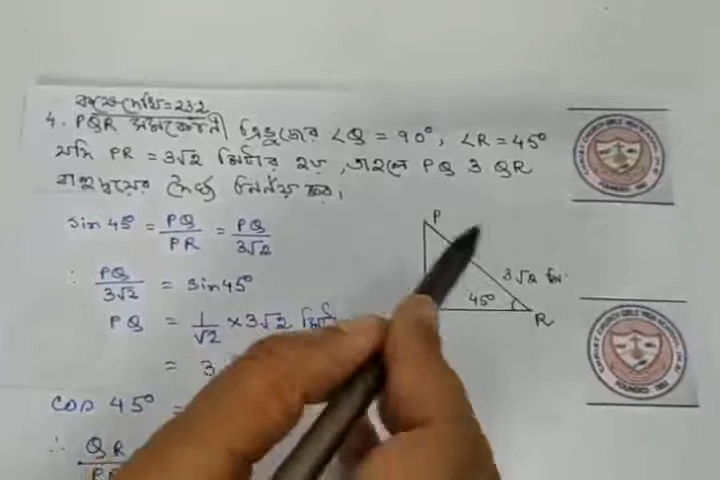 কষে দেখি-23.2
4. PQR সমকোণী ত্রিভুজের ∠Q = 90°, ∠R = 45°
যদি PR = 3√2 মিটার হয়, তাহলে PQ ও QR
বাহুদ্বয়ের দৈর্ঘ্য নির্ণয় কর।
sin 45° = PQ/PR = PQ/3√2
∴ PQ/3√2 = sin45°
PQ = 1/√2 × 3√2 মিটার
= 3
cos 45° =
∴ QR
P
3√2 মি.
45°
R
FOUNDED
FOUNDED